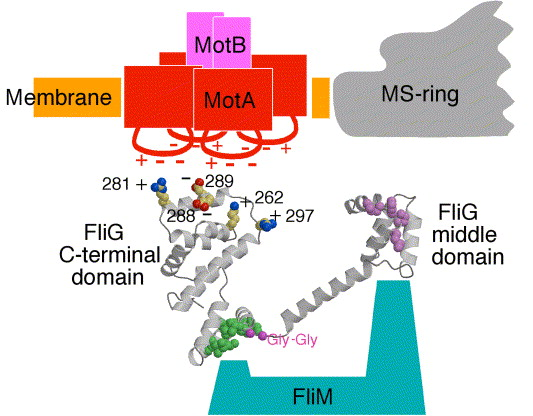 MotB
Membrane
MotA
MS-ring
- - + - - +
+ - - + - -
281 +
- 289
288 -
+ 262
+ 297
FliG
C-terminal
domain
FliG
middle
domain
Gly-Gly
FliM